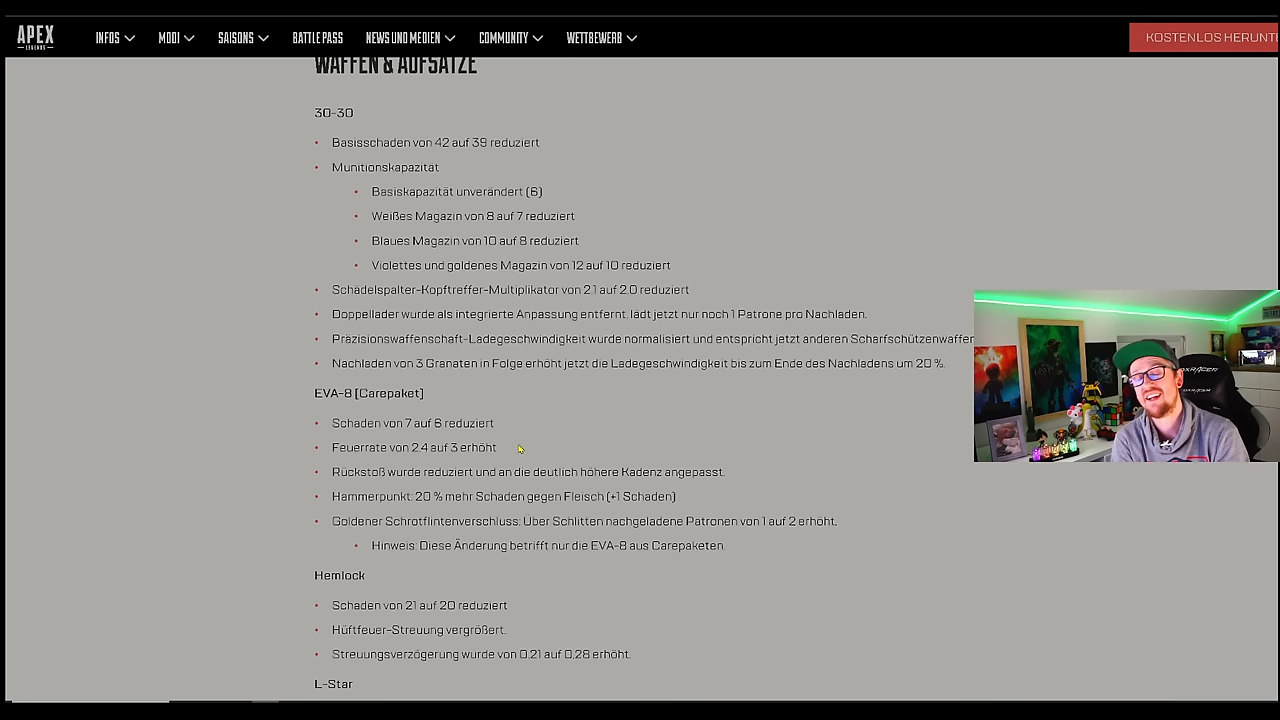 APEX
LEGENDS
INFOS
MODI
SAISONS
BATTLE PASS
NEWS UND MEDIEN
COMMUNITY
WETTBEWERB
KOSTENLOS HERUNTE
WAFFEN & AUFSÄTZE
30-30
• Basisschaden von 42 auf 39 reduziert
• Munitionskapazität
• Basiskapazität unverändert (6)
• Weißes Magazin von 8 auf 7 reduziert
• Blaues Magazin von 10 auf 8 reduziert
• Violettes und goldenes Magazin von 12 auf 10 reduziert
• Schädelspalter-Kopftreffer-Multiplikator von 2.1 auf 2.0 reduziert
• Doppellader wurde als integrierte Anpassung entfernt, lädt jetzt nur noch 1 Patrone pro Nachladen.
• Präzisionswaffenschaft-Ladegeschwindigkeit wurde normalisiert und entspricht jetzt anderen Scharfschützenwaffen
• Nachladen von 3 Granaten in Folge erhöht jetzt die Ladegeschwindigkeit bis zum Ende des Nachladens um 20 %.
EVA-8 [Carepaket]
• Schaden von 7 auf 6 reduziert
• Feuerrate von 2.4 auf 3 erhöht
• Rückstoß wurde reduziert und an die deutlich höhere Kadenz angepasst.
• Hammerpunkt: 20 % mehr Schaden gegen Fleisch (+1 Schaden)
• Goldener Schrotflintenverschluss: Über Schlitten nachgeladene Patronen von 1 auf 2 erhöht.
• Hinweis: Diese Änderung betrifft nur die EVA-8 aus Carepaketen.
Hemlock
• Schaden von 21 auf 20 reduziert
• Hüftfeuer-Streuung vergrößert.
• Streuungsverzögerung wurde von 0,21 auf 0,28 erhöht.
L-Star